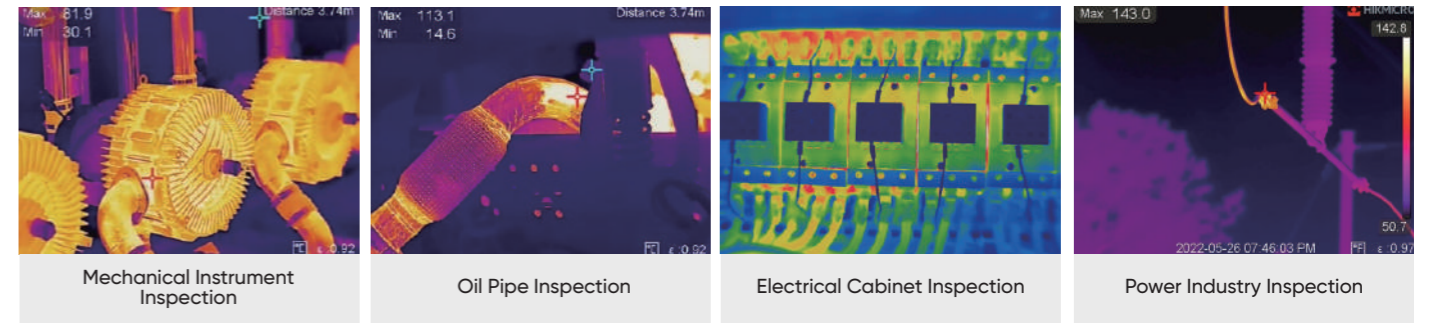 Max 81.9
Min 30.1
Distance 3.74m
°C ε :0.92
Mechanical Instrument
Inspection
Max 113.1
Min 14.6
Distance 3.74m
°C ε :0.92
Oil Pipe Inspection
Electrical Cabinet Inspection
Max 143.0
HIKMICRO
142.8
50.7
2022-05-26 07:46:03 PM °F ε :0.97
Power Industry Inspection